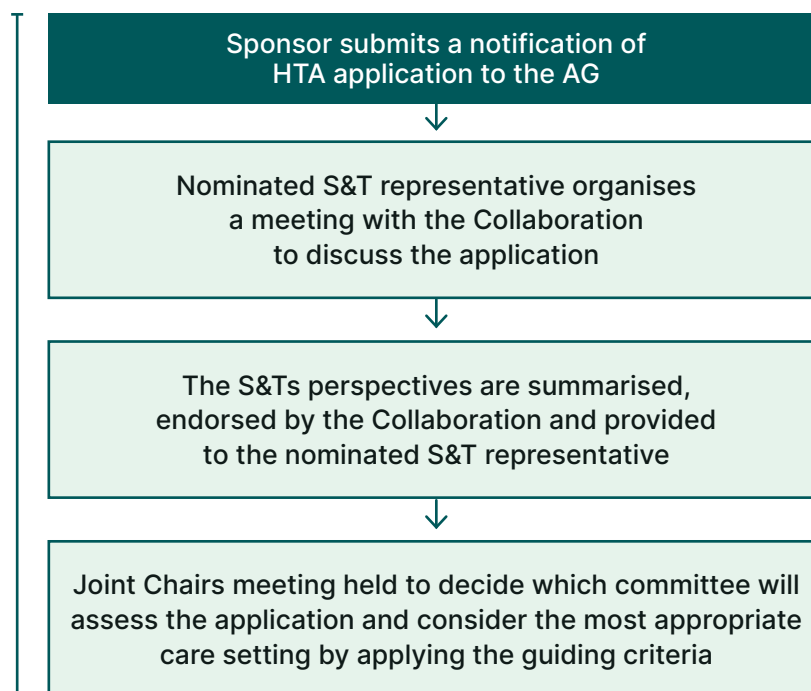 Sponsor submits a notification of
HTA application to the AG
Nominated S&T representative organises
a meeting with the Collaboration
to discuss the application
The S&Ts perspectives are summarised,
endorsed by the Collaboration and provided
to the nominated S&T representative
Joint Chairs meeting held to decide which committee will
assess the application and consider the most appropriate
care setting by applying the guiding criteria